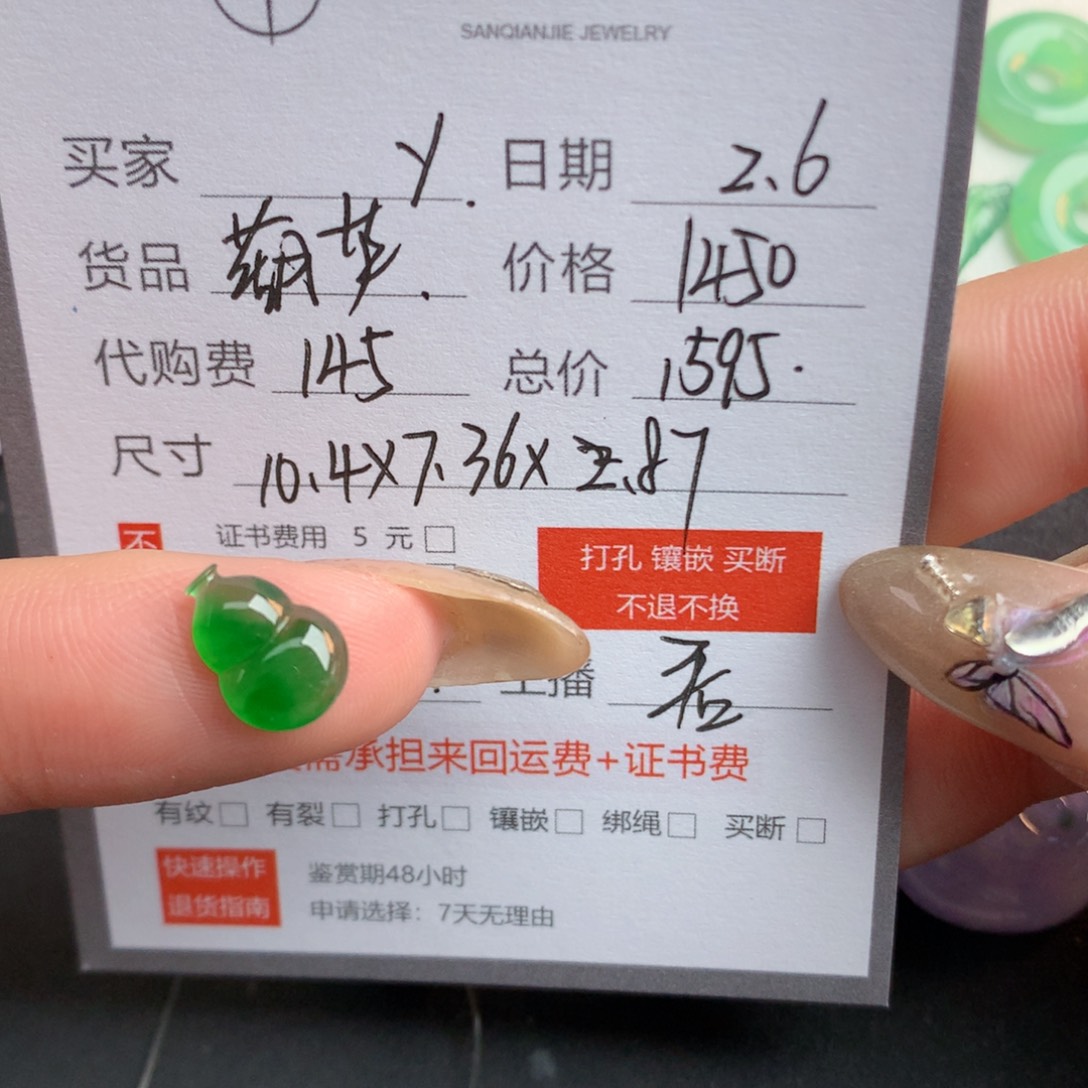 SANQIANJIE JEWELRY
买家 y. 日期 2.6
货品 葫芦. 价格 1450
代购费 145 总价 1595.
尺寸 10.4X7.36X2.87
不 证书费用 5 元
打孔 镶嵌 买断
不退不换
主播
需承担来回运费+证书费
有纹 有裂 打孔 镶嵌 绑绳 买断
快速操作 鉴赏期48小时
退货指南 申请选择：7天无理由